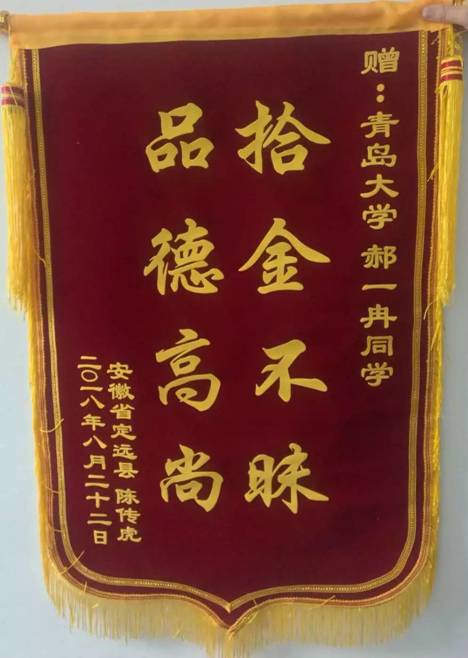 赠：青岛大学 郝一冉同学
拾金不昧
品德高尚
安徽省定远县 陈传虎
二〇一八年八月二十二日